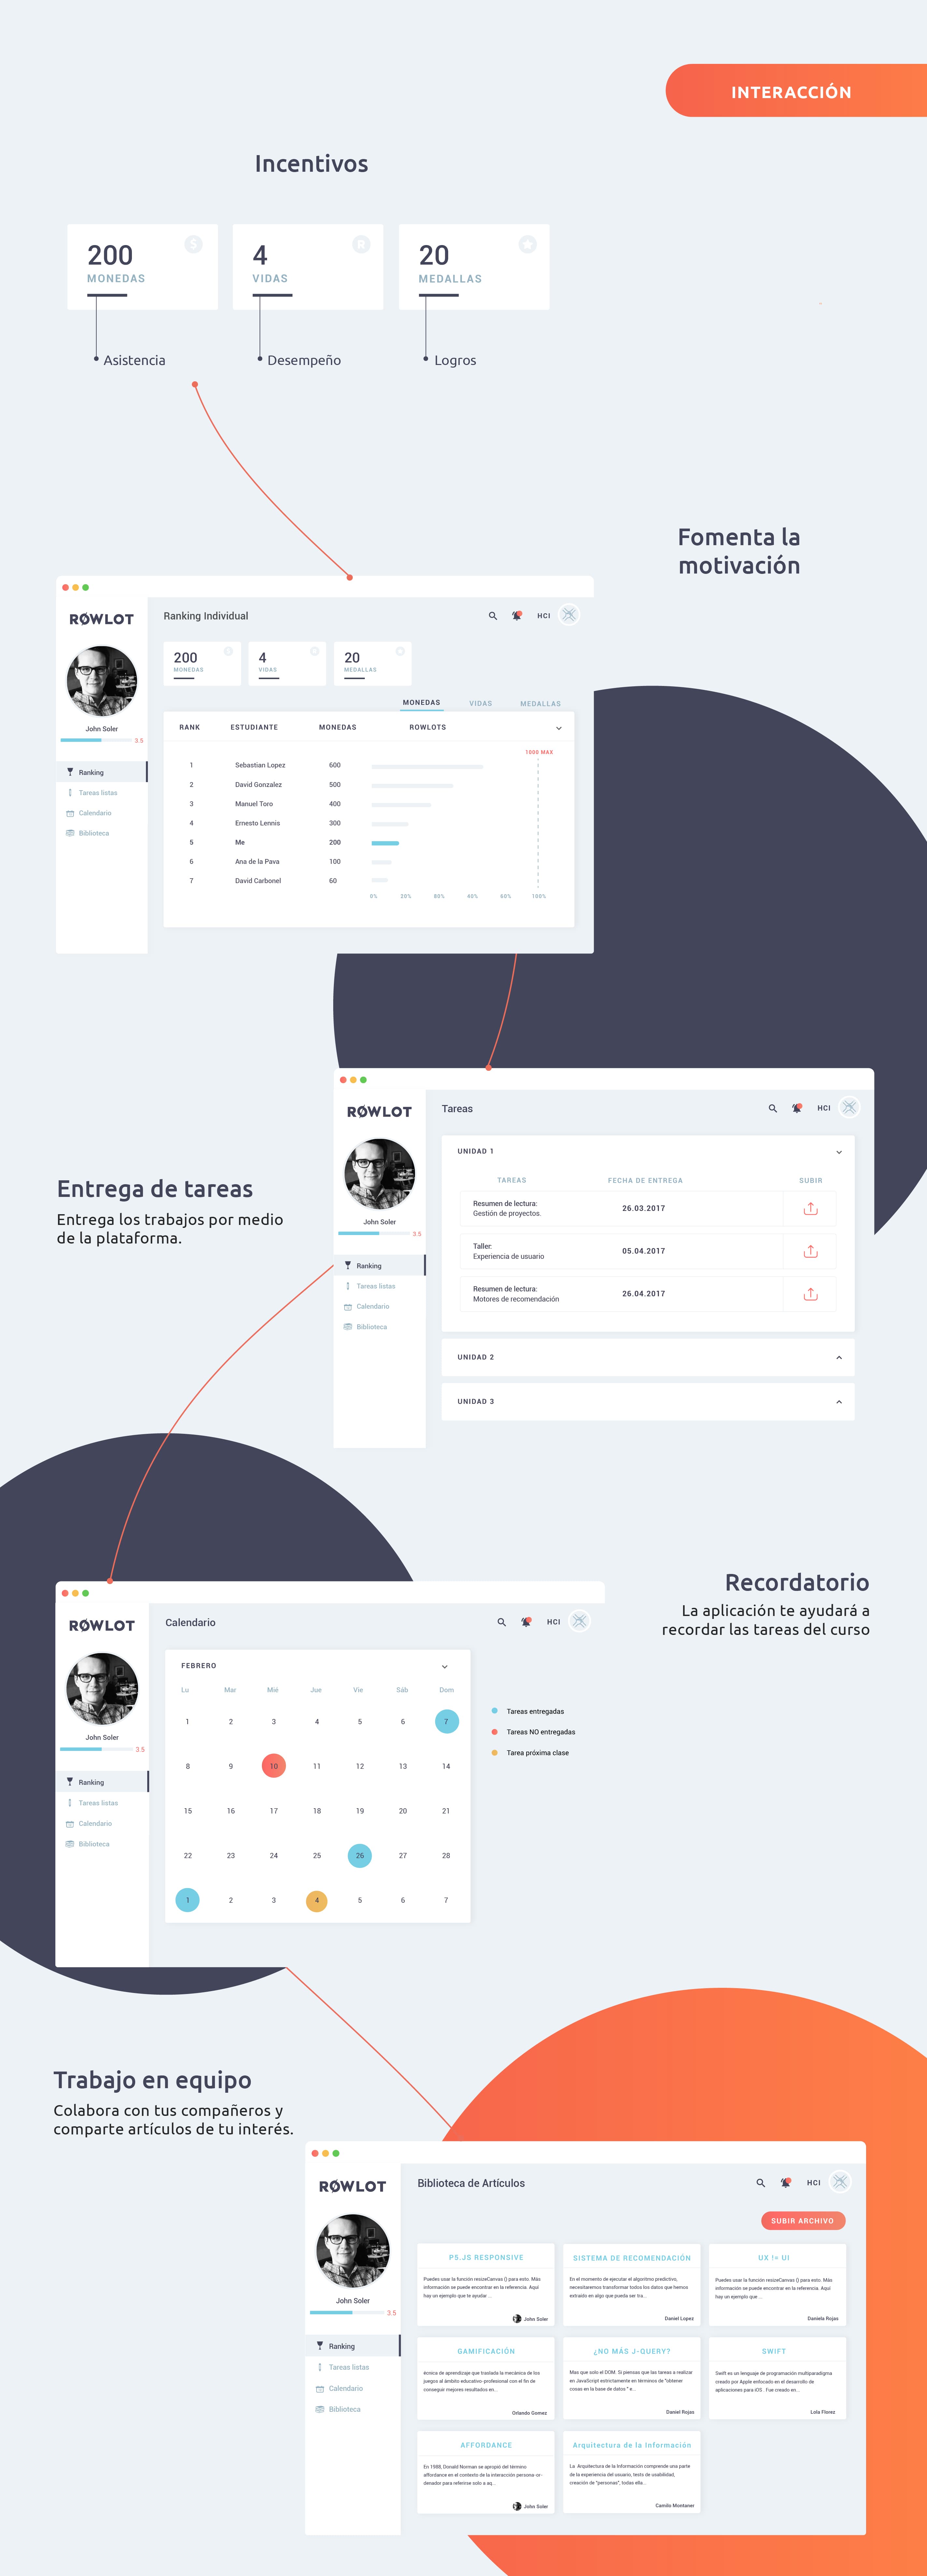 INTERACCIÓN
Incentivos
200
MONEDAS
S
4
VIDAS
R
20
MEDALLAS
Asistencia
Desempeño
Logros
Fomenta la
motivación
RØWLOT
John Soler
3.5
Ranking
Tareas listas
Calendario
Biblioteca
Ranking Individual
HCI
200
MONEDAS
4
VIDAS
20
MEDALLAS
MONEDAS VIDAS MEDALLAS
RANK ESTUDIANTE MONEDAS ROWLOTS
1000 MAX
1 Sebastian Lopez 600
2 David Gonzalez 500
3 Manuel Toro 400
4 Ernesto Lennis 300
5 Me 200
6 Ana de la Pava 100
7 David Carbonel 60
0% 20% 80% 40% 60% 100%
Entrega de tareas
Entrega los trabajos por medio
de la plataforma.
RØWLOT
John Soler
3.5
Ranking
Tareas listas
Calendario
Biblioteca
Tareas
HCI
UNIDAD 1
TAREAS FECHA DE ENTREGA SUBIR
Resumen de lectura:
Gestión de proyectos.
26.03.2017
Taller:
Experiencia de usuario
05.04.2017
Resumen de lectura:
Motores de recomendación
26.04.2017
UNIDAD 2
UNIDAD 3
Recordatorio
La aplicación te ayudará a
recordar las tareas del curso
RØWLOT
John Soler
3.5
Ranking
Tareas listas
Calendario
Biblioteca
Calendario
HCI
FEBRERO
Lu Mar Mié Jue Vie Sáb Dom
1 2 3 4 5 6 7
8 9 10 11 12 13 14
15 16 17 18 19 20 21
22 23 24 25 26 27 28
1 2 3 4 5 6 7
Tareas entregadas
Tareas NO entregadas
Tarea próxima clase
Trabajo en equipo
Colabora con tus compañeros y
comparte artículos de tu interés.
RØWLOT
John Soler
3.5
Ranking
Tareas listas
Calendario
Biblioteca
Biblioteca de Artículos
HCI
SUBIR ARCHIVO
P5.JS RESPONSIVE
Puedes usar la función resizeCanvas () para esto. Más
información se puede encontrar en la referencia. Aquí
hay un ejemplo que te ayudar ...
John Soler
SISTEMA DE RECOMENDACIÓN
En el momento de ejecutar el algoritmo predictivo,
necesitaremos transformar todos los datos que hemos
extraído en algo que pueda ser tra...
Daniel Lopez
UX != UI
Puedes usar la función resizeCanvas () para esto. Más
información se puede encontrar en la referencia. Aquí
hay un ejemplo que ...
Daniela Rojas
GAMIFICACIÓN
écnica de aprendizaje que traslada la mecánica de los
juegos al ámbito educativo-profesional con el fin de
conseguir mejores resultados en...
Orlando Gomez
¿NO MÁS J-QUERY?
Mas que solo el DOM. Si piensas que las tareas a realizar
en JavaScript estrictamente en términos de "obtener
cosas en la base de datos " e...
Daniel Rojas
SWIFT
Swift es un lenguaje de programación multiparadigma
creado por Apple enfocado en el desarrollo de
aplicaciones para iOS . Fue creado en...
Lola Florez
AFFORDANCE
En 1988, Donald Norman se apropió del término
affordance en el contexto de la interacción persona-or-
denador para referirse solo a aq...
John Soler
Arquitectura de la Información
La Arquitectura de la Información comprende una parte
de la experiencia del usuario, tests de usabilidad,
creación de "personas", todas ella...
Camilo Montaner